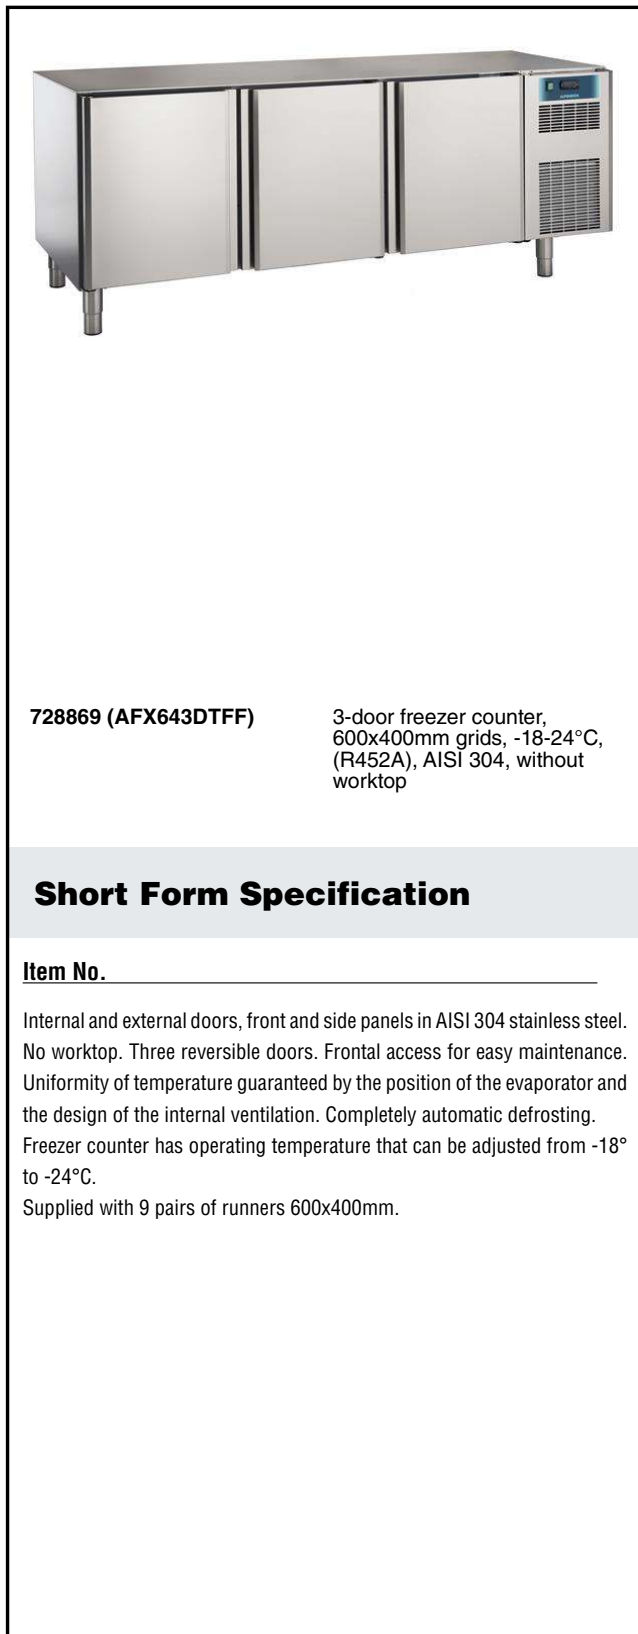 728869 (AFX643DTFF)
3-door freezer counter,
600x400mm grids, -18-24°C,
(R452A), AISI 304, without
worktop
Short Form Specification
Item No.
Internal and external doors, front and side panels in AISI 304 stainless steel.
No worktop. Three reversible doors. Frontal access for easy maintenance.
Uniformity of temperature guaranteed by the position of the evaporator and
the design of the internal ventilation. Completely automatic defrosting.
Freezer counter has operating temperature that can be adjusted from -18°
to -24°C.
Supplied with 9 pairs of runners 600x400mm.